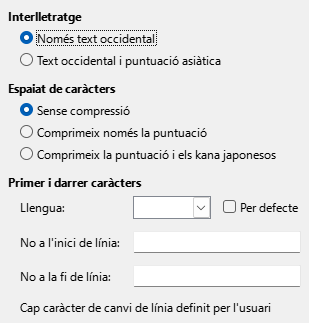 Interlletratge
Només text occidental
Text occidental i puntuació asiàtica
Espaiat de caràcters
Sense compressió
Comprimeix només la puntuació
Comprimeix la puntuació i els kana japonesos
Primer i darrer caràcters
Llengua:
Per defecte
No a l'inici de línia:
No a la fi de línia:
Cap caràcter de canvi de línia definit per l'usuari